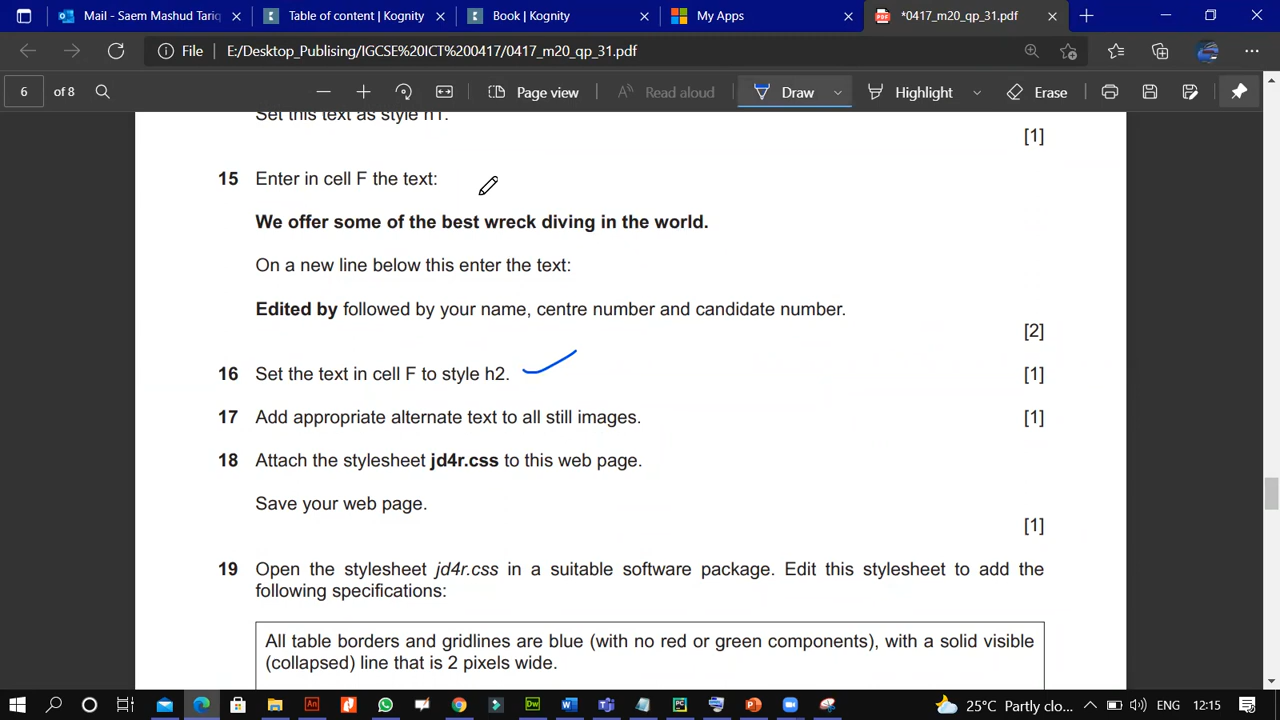 Mail - Saem Mashud Tariq
Table of content | Kognity
Book | Kognity
My Apps
*0417_m20_qp_31.pdf
File
E:/Desktop_Publising/IGCSE%20ICT%200417/0417_m20_qp_31.pdf
6 of 8
Page view
Read aloud
Draw
Highlight
Erase
Set this text as style h1.
[1]
15 Enter in cell F the text:
We offer some of the best wreck diving in the world.
On a new line below this enter the text:
Edited by followed by your name, centre number and candidate number.
[2]
16 Set the text in cell F to style h2. [1]
17 Add appropriate alternate text to all still images. [1]
18 Attach the stylesheet jd4r.css to this web page.
Save your web page.
[1]
19 Open the stylesheet jd4r.css in a suitable software package. Edit this stylesheet to add the
following specifications:
All table borders and gridlines are blue (with no red or green components), with a solid visible
(collapsed) line that is 2 pixels wide.
25°C Partly clo...
ENG
12:15